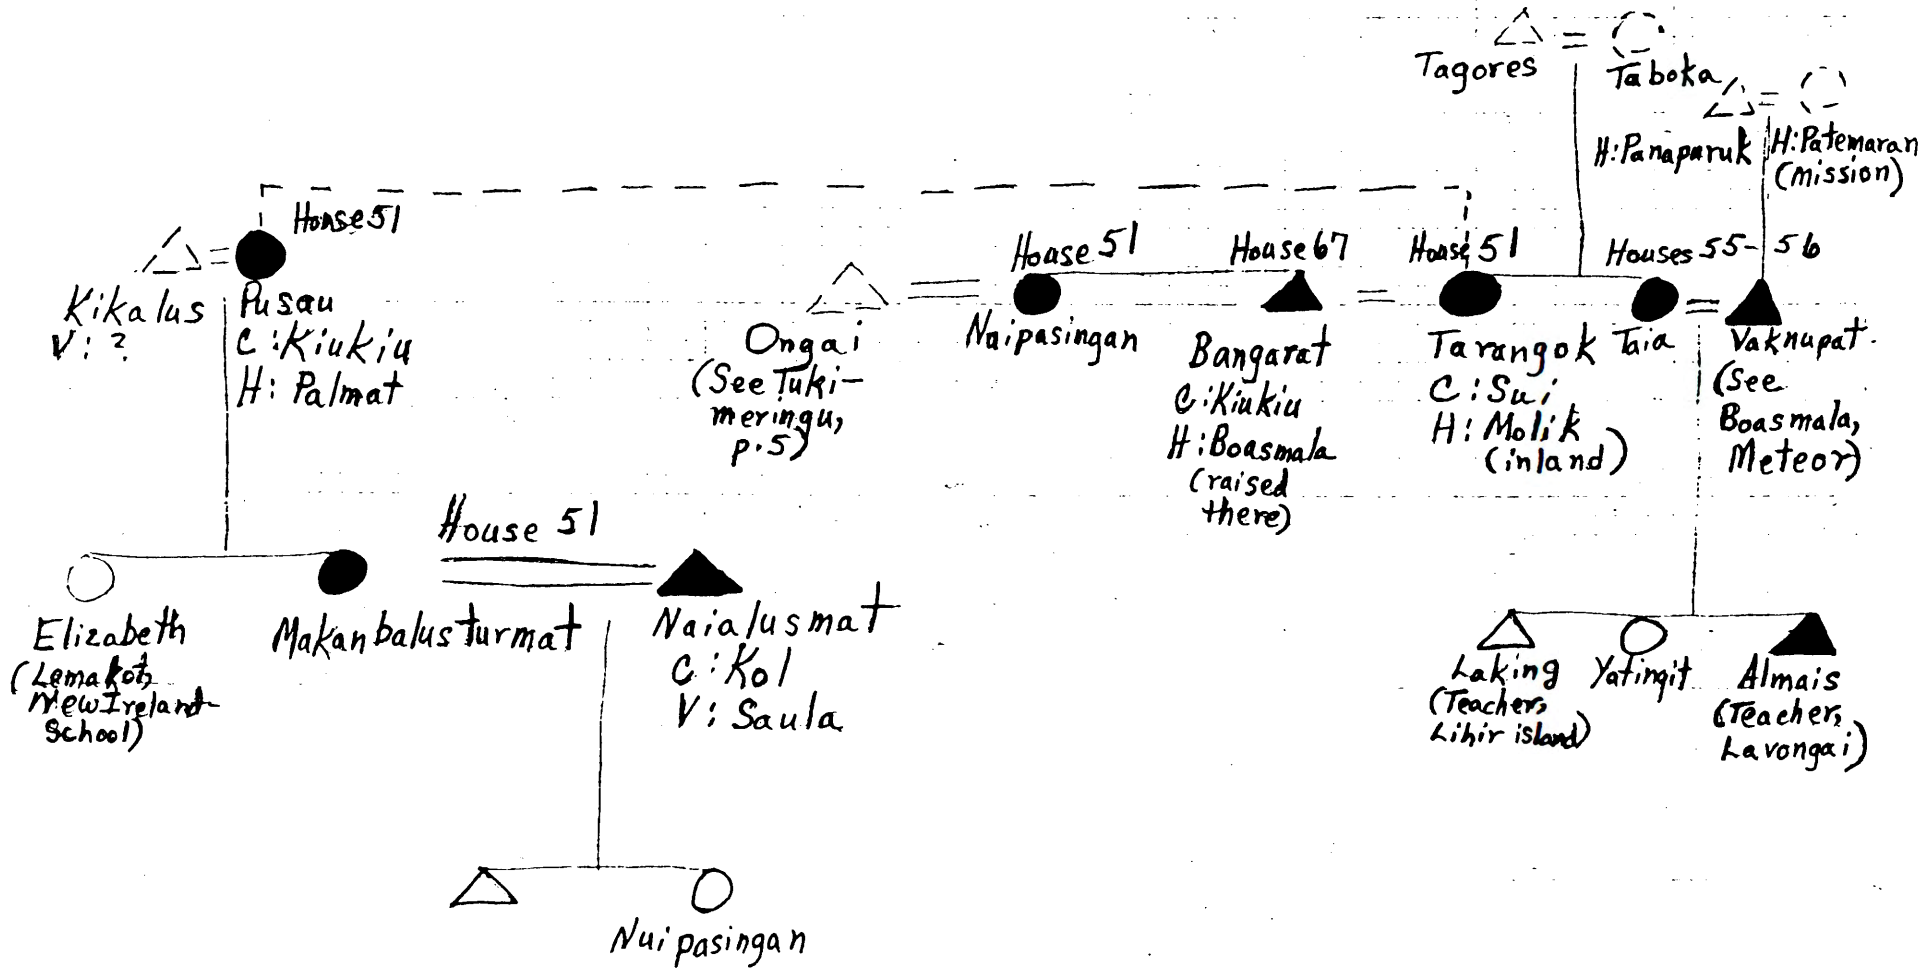 Tagores
Taboka
H: Panaparuk
H: Patemaran
(mission)
House 51
Kikalus
V: ?
Pusau
C: Kiukiu
H: Palmat
House 51
Naipasingan
Ongai
(See Tuki-
meringu,
p. 5)
House 67
Bangarat
C: Kiukiu
H: Boasmala
(raised
there)
House 51
Tarangok
C: Sui
H: Molik
(inland)
Houses 55-56
Taia
Vaknupat.
(See
Boasmala,
Meteor)
Elizabeth
(Lemakot,
New Ireland-
School)
Makanbalusturmat
House 51
Naialusmat
C: Kol
V: Saula
Laking
(Teacher,
Lihir island)
Yatingit
Almais
(Teacher,
Lavongai)
Nuipasingan